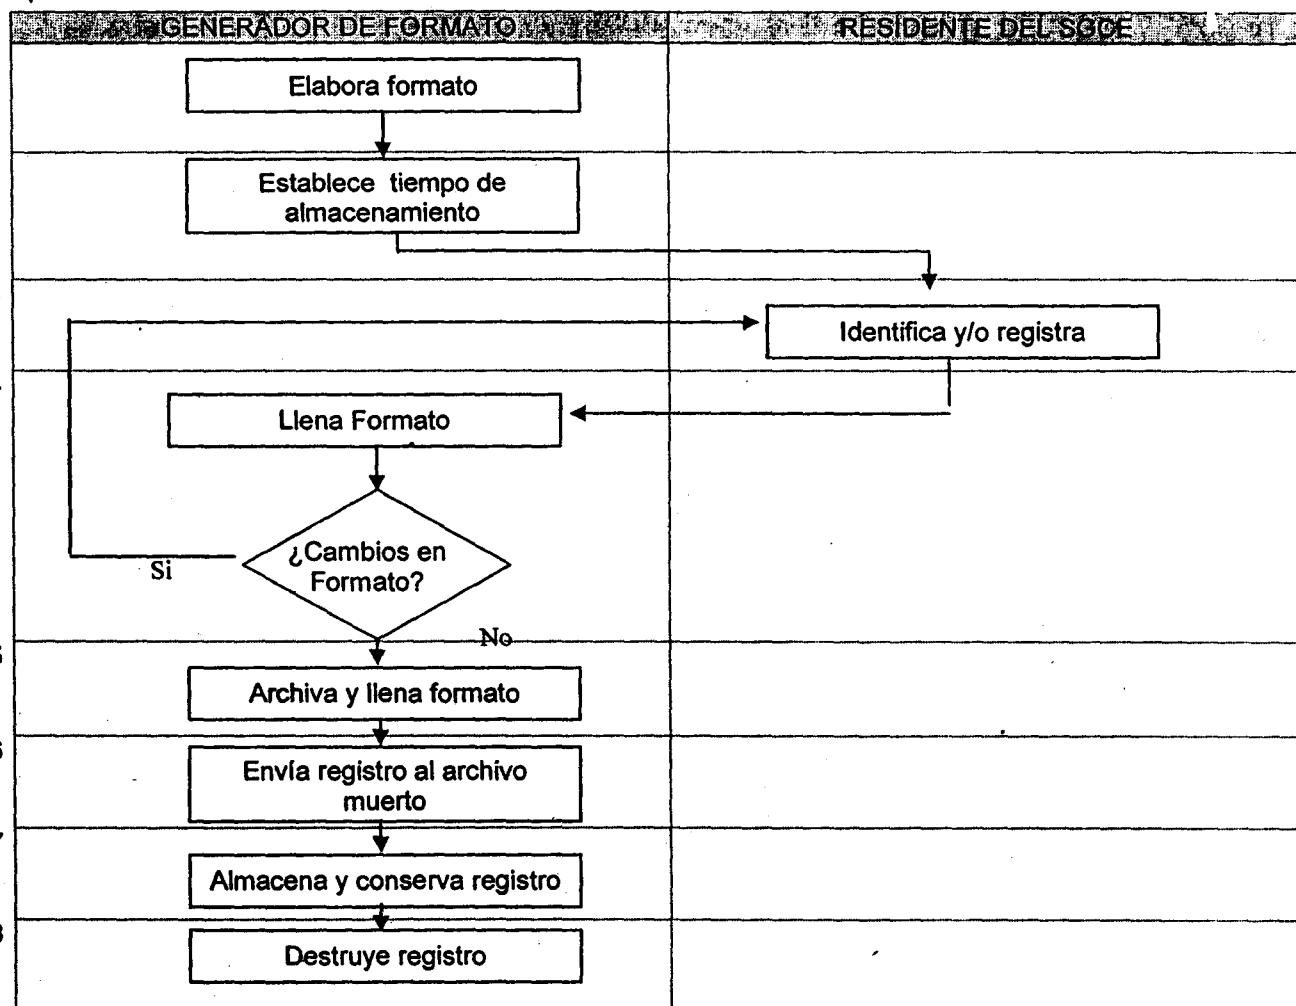 GENERADOR DE FORMATO
RESIDENTE DEL SGCE
Elabora formato
Establece tiempo de
almacenamiento
Identifica y/o registra
Llena Formato
¿Cambios en
Formato?
Si
No
Archiva y llena formato
Envía registro al archivo
muerto
Almacena y conserva registro
Destruye registro